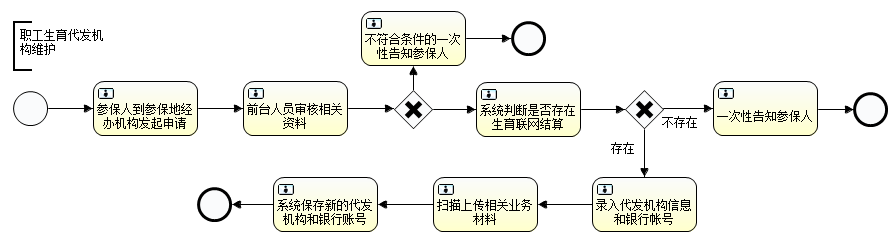 职工生育代发机
构维护
不符合条件的一次
性告知参保人
参保人到参保地经
办机构发起申请
前台人员审核相关
资料
系统判断是否存在
生育联网结算
不存在
一次性告知参保人
存在
系统保存新的代发
机构和银行账号
扫描上传相关业务
材料
录入代发机构信息
和银行帐号